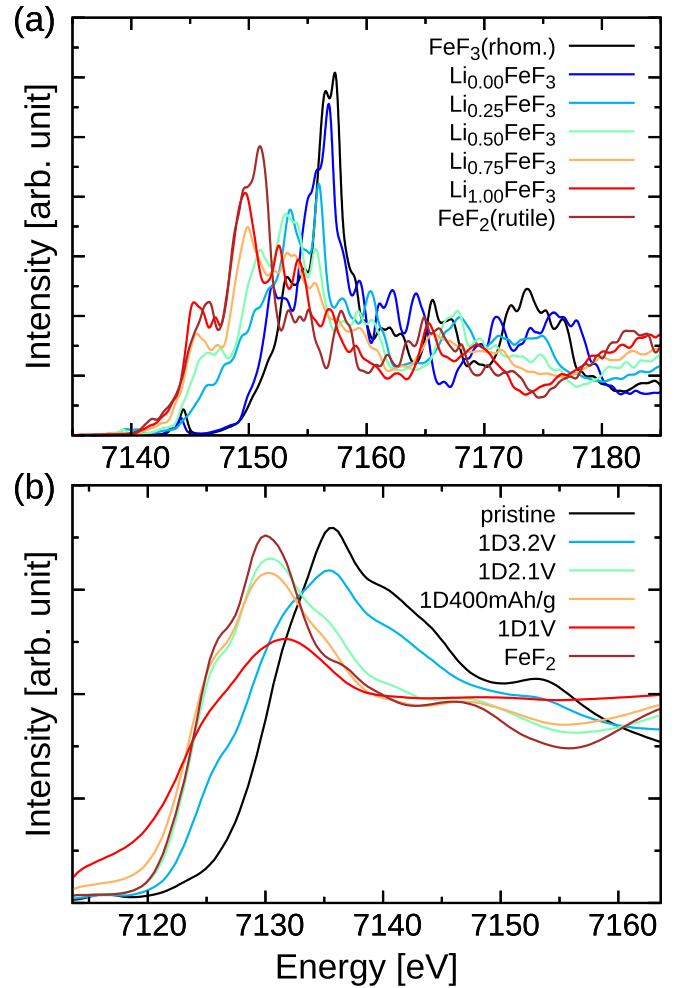 (a)
Intensity [arb. unit]
FeF3(rhom.)
Li0.00FeF3
Li0.25FeF3
Li0.50FeF3
Li0.75FeF3
Li1.00FeF3
FeF2(rutile)
7140 7150 7160 7170 7180
(b)
Intensity [arb. unit]
pristine
1D3.2V
1D2.1V
1D400mAh/g
1D1V
FeF2
7120 7130 7140 7150 7160
Energy [eV]